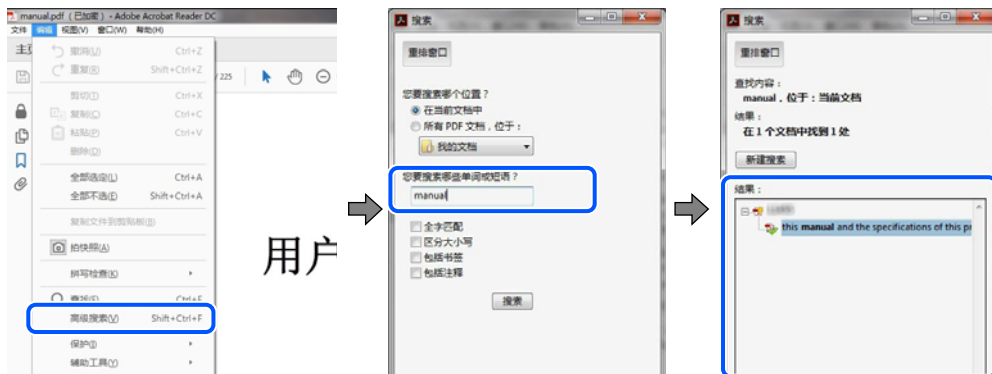 manual.pdf （已加密） - Adobe Acrobat Reader DC
文件 编辑 视图(V) 窗口(W) 帮助(H)
主页
撤消(U) Ctrl+Z
重复(R) Shift+Ctrl+Z
/ 225
剪切(T) Ctrl+X
复制(C) Ctrl+C
粘贴(P) Ctrl+V
删除(D)
全部选定(L) Ctrl+A
全部不选(E) Shift+Ctrl+A
复制文件到剪贴板(B)
拍快照(A)
拼写检查(K)
查找(F) Ctrl+F
高级搜索(V) Shift+Ctrl+F
保护(I)
辅助工具(Y)
用户
搜索
重排窗口
您要搜索哪个位置？
在当前文档中
所有 PDF 文档，位于：
我的文档
您要搜索哪些单词或短语？
manual
全字匹配
区分大小写
包括书签
包括注释
搜索
搜索
重排窗口
查找内容：
manual，位于：当前文档
结果：
在 1 个文档中找到 1 处
新建搜索
结果：
this manual and the specifications of this pr